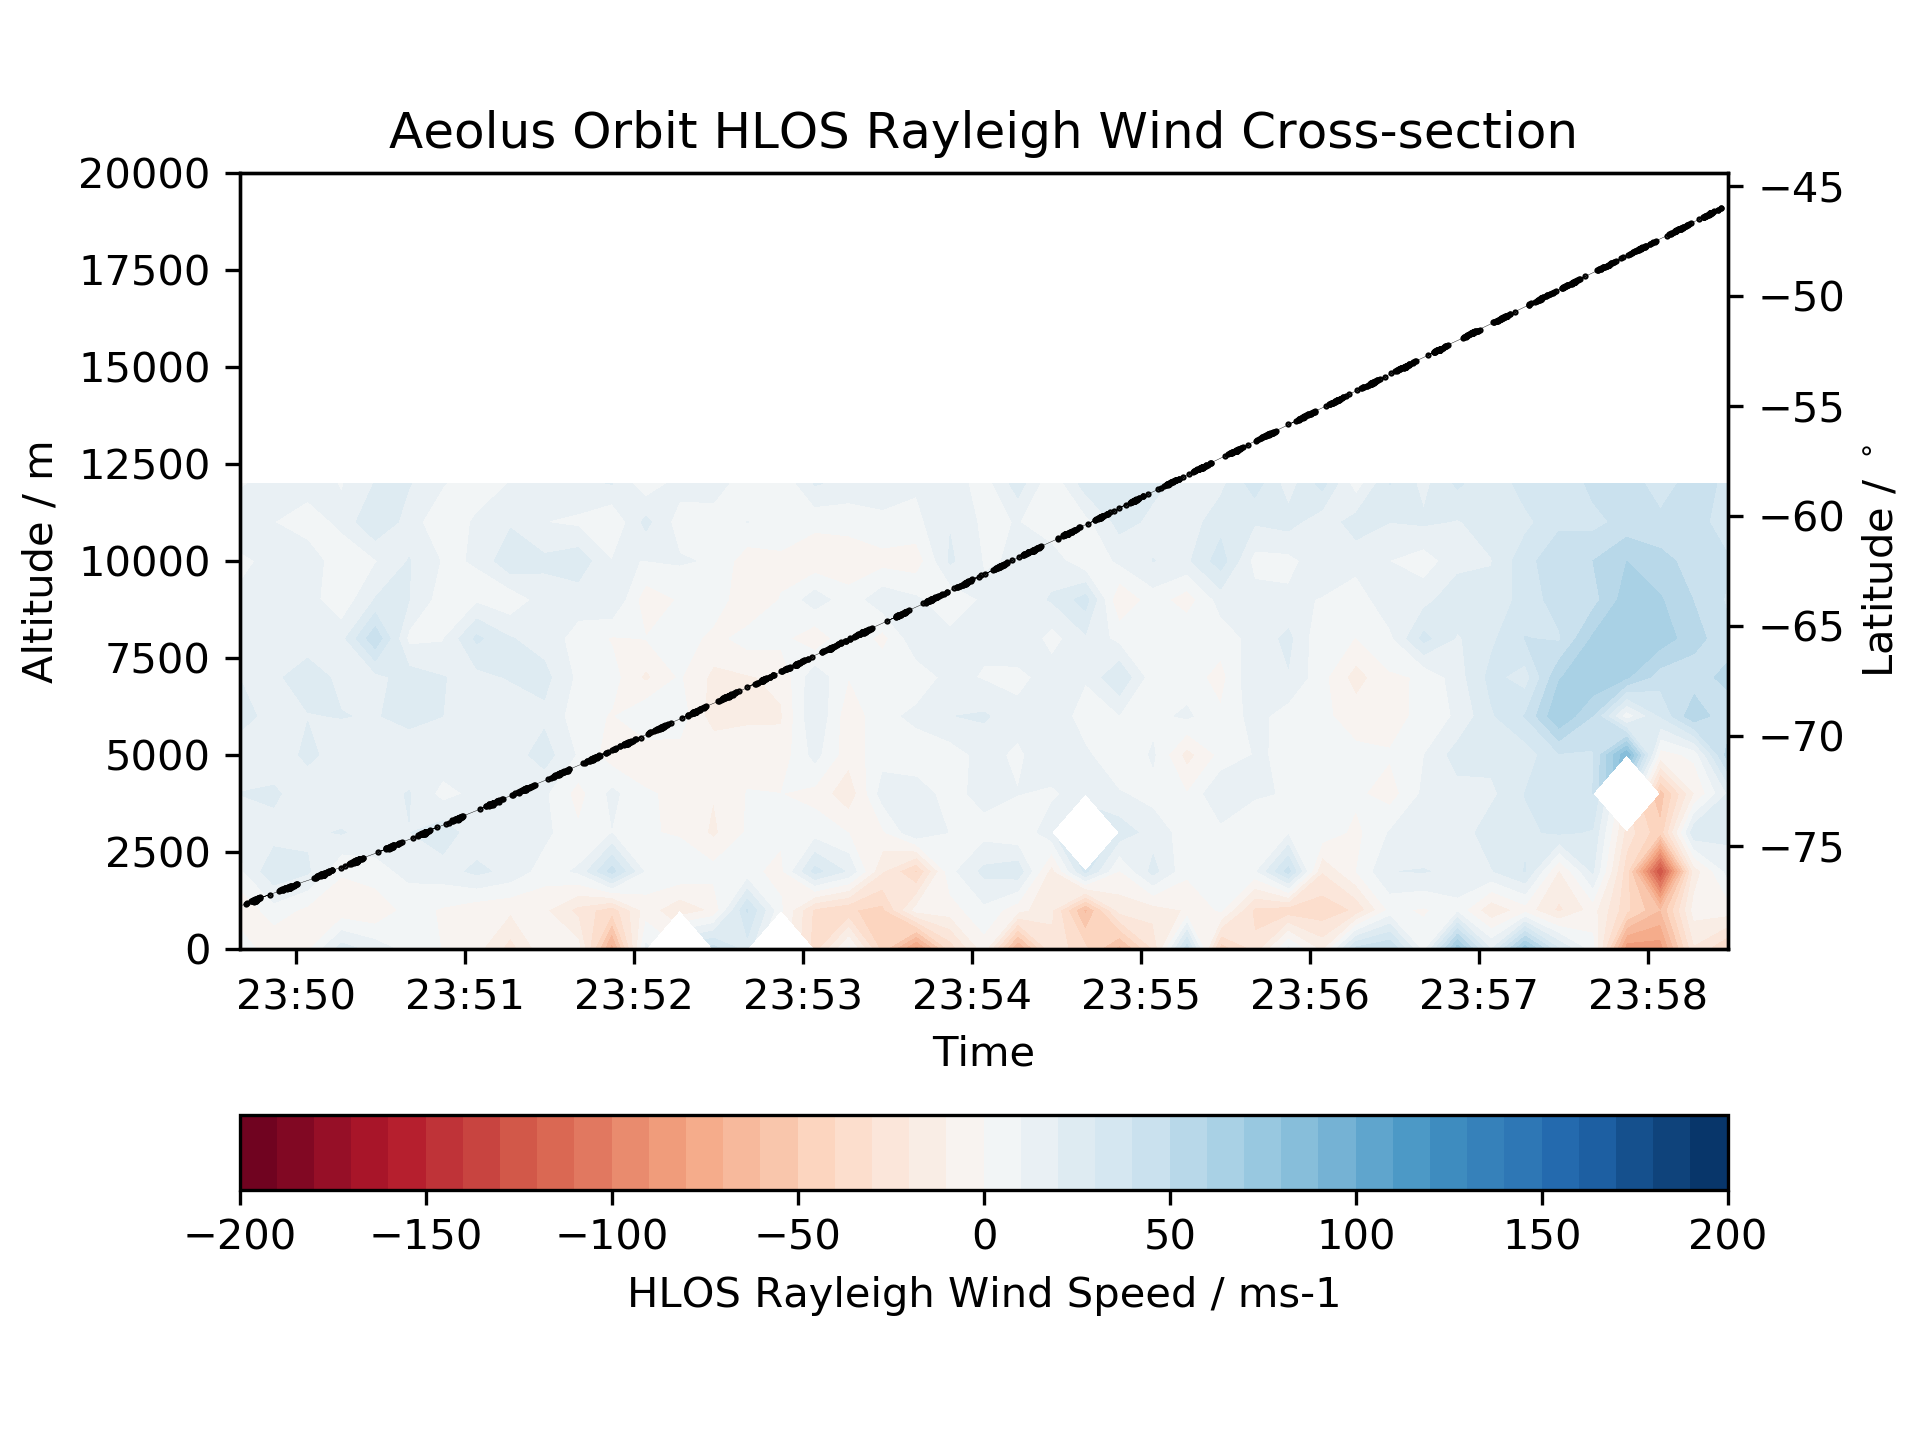 Aeolus Orbit HLOS Rayleigh Wind Cross-section
20000
17500
15000
12500
10000
7500
5000
2500
0
Altitude / m
−45
−50
−55
−60
−65
−70
−75
Latitude / °
23:50 23:51 23:52 23:53 23:54 23:55 23:56 23:57 23:58
Time
−200 −150 −100 −50 0 50 100 150 200
HLOS Rayleigh Wind Speed / ms-1